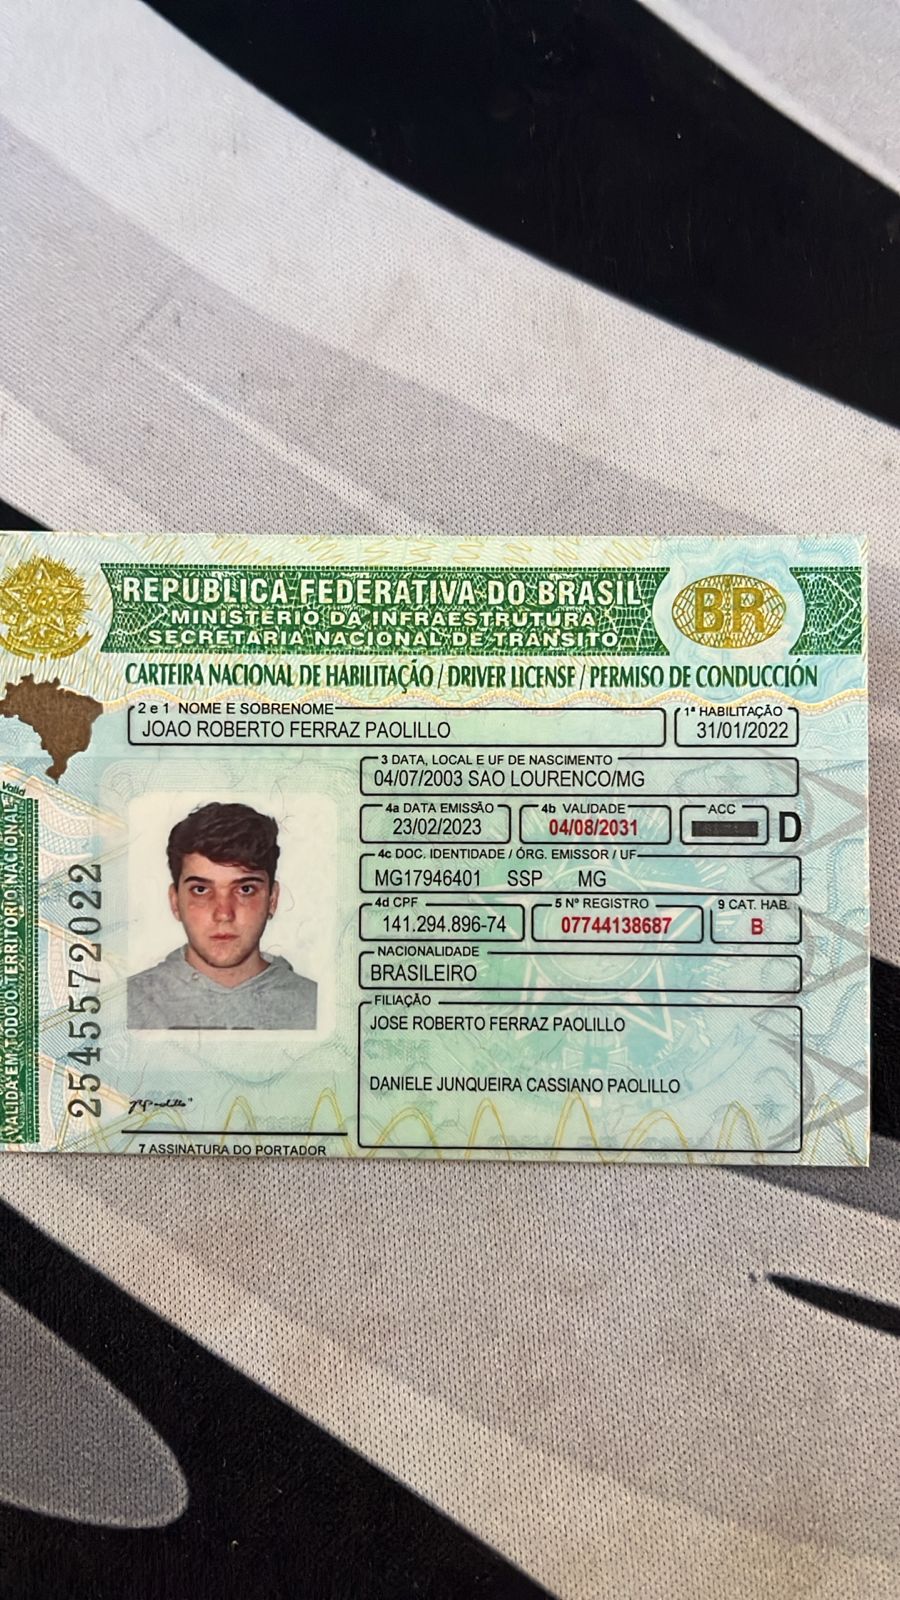 REPÚBLICA FEDERATIVA DO BRASIL
MINISTÉRIO DA INFRAESTRUTURA
SECRETARIA NACIONAL DE TRÂNSITO
BR
CARTEIRA NACIONAL DE HABILITAÇÃO / DRIVER LICENSE / PERMISO DE CONDUCCIÓN
2 e 1 NOME E SOBRENOME
JOAO ROBERTO FERRAZ PAOLILLO
1ª HABILITAÇÃO
31/01/2022
3 DATA, LOCAL E UF DE NASCIMENTO
04/07/2003 SAO LOURENCO/MG
4a DATA EMISSÃO
23/02/2023
4b VALIDADE
04/08/2031
ACC
D
4c DOC. IDENTIDADE / ÓRG. EMISSOR / UF
MG17946401 SSP MG
4d CPF
141.294.896-74
5 Nº REGISTRO
07744138687
9 CAT. HAB.
B
NACIONALIDADE
BRASILEIRO
FILIAÇÃO
JOSE ROBERTO FERRAZ PAOLILLO
DANIELE JUNQUEIRA CASSIANO PAOLILLO
7 ASSINATURA DO PORTADOR
Valid
VÁLIDA EM TODO O TERRITÓRIO NACIONAL
2545572022